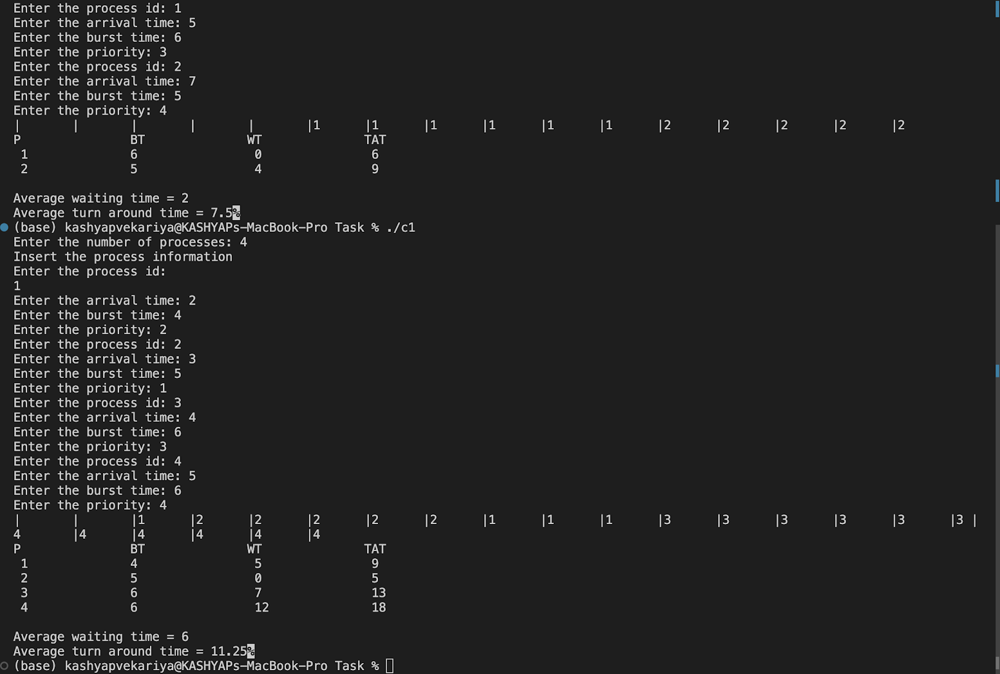 Enter the process id: 1
Enter the arrival time: 5
Enter the burst time: 6
Enter the priority: 3
Enter the process id: 2
Enter the arrival time: 7
Enter the burst time: 5
Enter the priority: 4
|       |       |       |       |       |1      |1      |1      |1      |1      |1      |2      |2      |2      |2      |2
P               BT              WT              TAT
 1              6                0               6
 2              5                4               9

Average waiting time = 2
Average turn around time = 7.5%
(base) kashyapvekariya@KASHYAPs-MacBook-Pro Task % ./c1
Enter the number of processes: 4
Insert the process information
Enter the process id:
1
Enter the arrival time: 2
Enter the burst time: 4
Enter the priority: 2
Enter the process id: 2
Enter the arrival time: 3
Enter the burst time: 5
Enter the priority: 1
Enter the process id: 3
Enter the arrival time: 4
Enter the burst time: 6
Enter the priority: 3
Enter the process id: 4
Enter the arrival time: 5
Enter the burst time: 6
Enter the priority: 4
|       |       |1      |2      |2      |2      |2      |2      |1      |1      |1      |3      |3      |3      |3      |3      |3 |
4       |4      |4      |4      |4      |4
P               BT              WT              TAT
 1              4                5               9
 2              5                0               5
 3              6                7               13
 4              6                12              18

Average waiting time = 6
Average turn around time = 11.25%
(base) kashyapvekariya@KASHYAPs-MacBook-Pro Task %